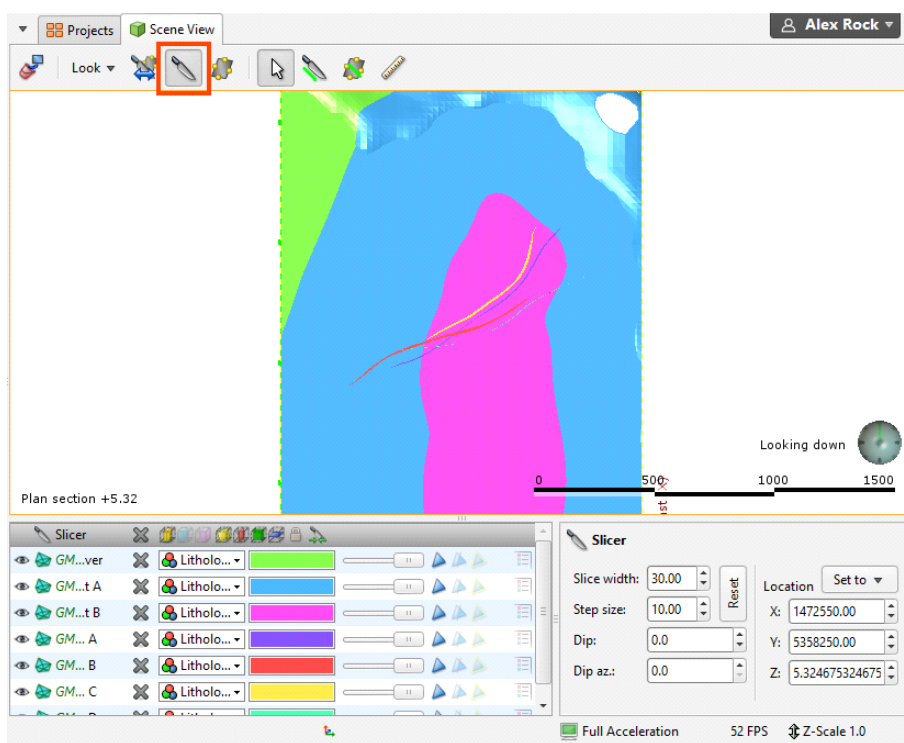 Projects Scene View Alex Rock
Look
Looking down
0 500 1000 1500
Plan section +5.32
Slicer
GM...ver Litholo...
GM...t A Litholo...
GM...t B Litholo...
GM... A Litholo...
GM... B Litholo...
GM... C Litholo...
Slicer
Slice width: 30.00
Step size: 10.00
Reset
Dip: 0.0
Dip az.: 0.0
Location Set to
X: 1472550.00
Y: 5358250.00
Z: 5.324675324675
Full Acceleration 52 FPS Z-Scale 1.0